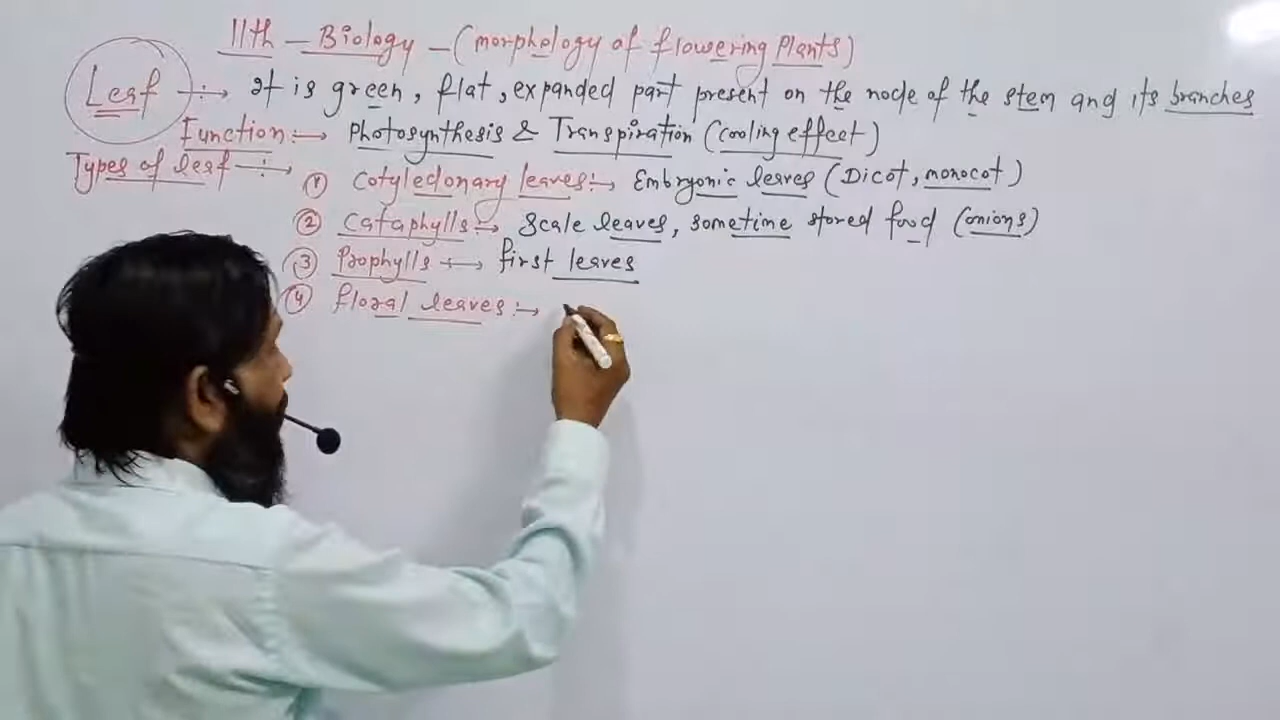 11th - Biology - (morphology of flowering Plants)
Leaf -:→ It is green, flat, expanded part present on the node of the stem and its branches
Function:→ Photosynthesis & Transpiration (cooling effect)
Types of leaf -:→
① Cotyledonary leaves:→ Embryonic leaves (Dicot, monocot)
② Cataphylls:→ Scale leaves, sometime stored food (onions)
③ Prophylls → first leaves
④ floral leaves:→